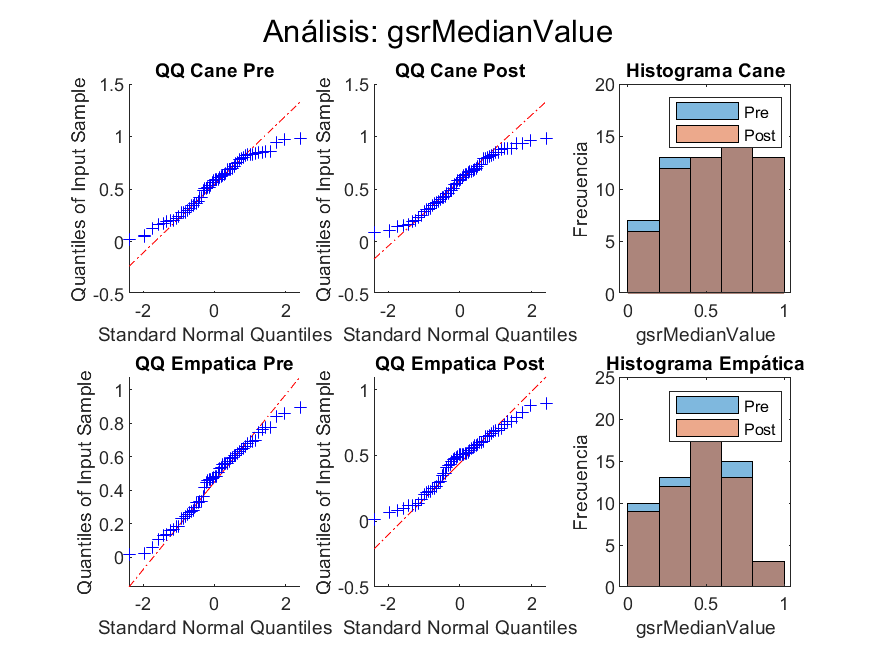 Análisis: gsrMedianValue
QQ Cane Pre
Quantiles of Input Sample
1.5
1
0.5
0
-0.5
-2 0 2
Standard Normal Quantiles
QQ Cane Post
Quantiles of Input Sample
1.5
1
0.5
0
-0.5
-2 0 2
Standard Normal Quantiles
Histograma Cane
Frecuencia
20
15
10
5
0
Pre
Post
0 0.5 1
gsrMedianValue
QQ Empatica Pre
Quantiles of Input Sample
1
0.8
0.6
0.4
0.2
0
-2 0 2
Standard Normal Quantiles
QQ Empatica Post
Quantiles of Input Sample
1
0.5
0
-0.5
-2 0 2
Standard Normal Quantiles
Histograma Empática
Frecuencia
25
20
15
10
5
0
Pre
Post
0 0.5 1
gsrMedianValue